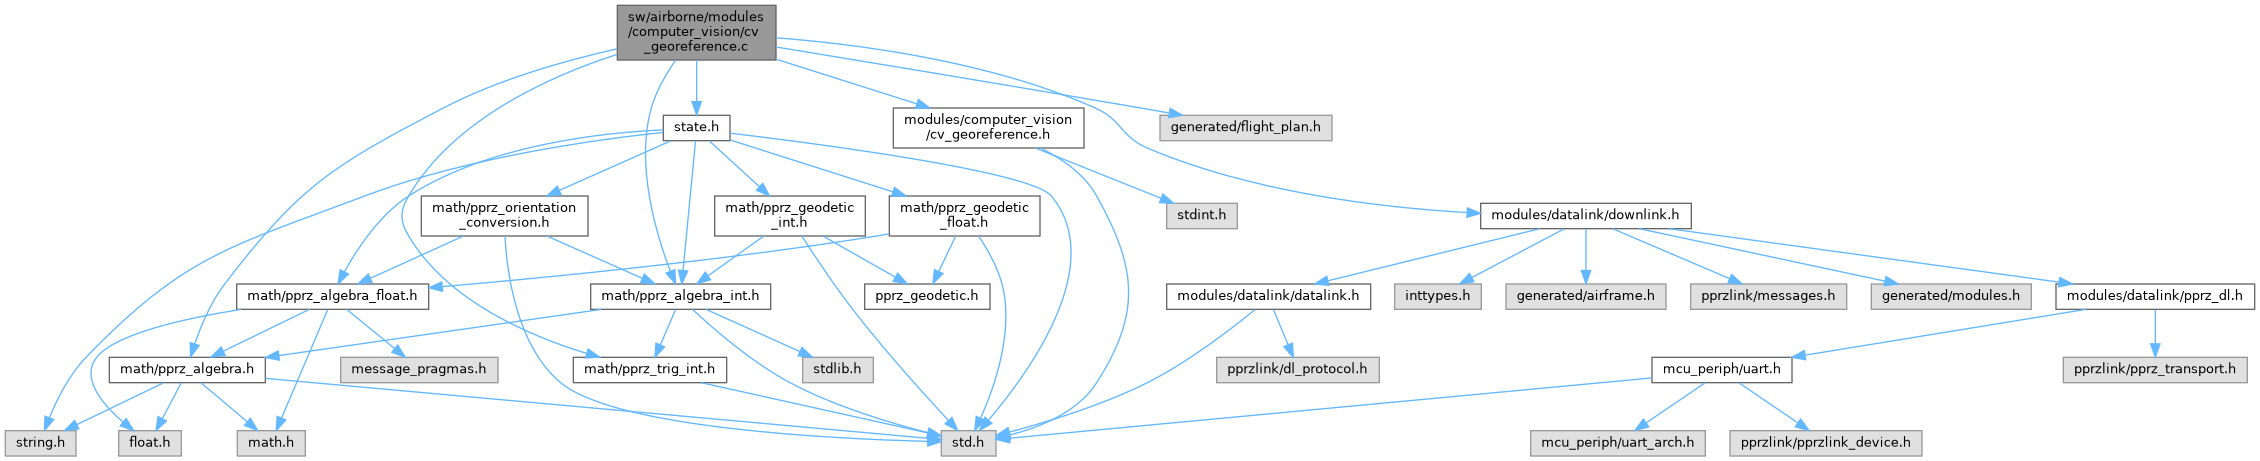 sw/airborne/modules
/computer_vision/cv
_georeference.c
state.h
modules/computer_vision
/cv_georeference.h
generated/flight_plan.h
math/pprz_orientation
_conversion.h
math/pprz_geodetic
_int.h
math/pprz_geodetic
_float.h
stdint.h
modules/datalink/downlink.h
math/pprz_algebra_float.h
math/pprz_algebra_int.h
pprz_geodetic.h
modules/datalink/datalink.h
inttypes.h
generated/airframe.h
pprzlink/messages.h
generated/modules.h
modules/datalink/pprz_dl.h
math/pprz_algebra.h
message_pragmas.h
math/pprz_trig_int.h
stdlib.h
pprzlink/dl_protocol.h
mcu_periph/uart.h
pprzlink/pprz_transport.h
string.h
float.h
math.h
std.h
mcu_periph/uart_arch.h
pprzlink/pprzlink_device.h